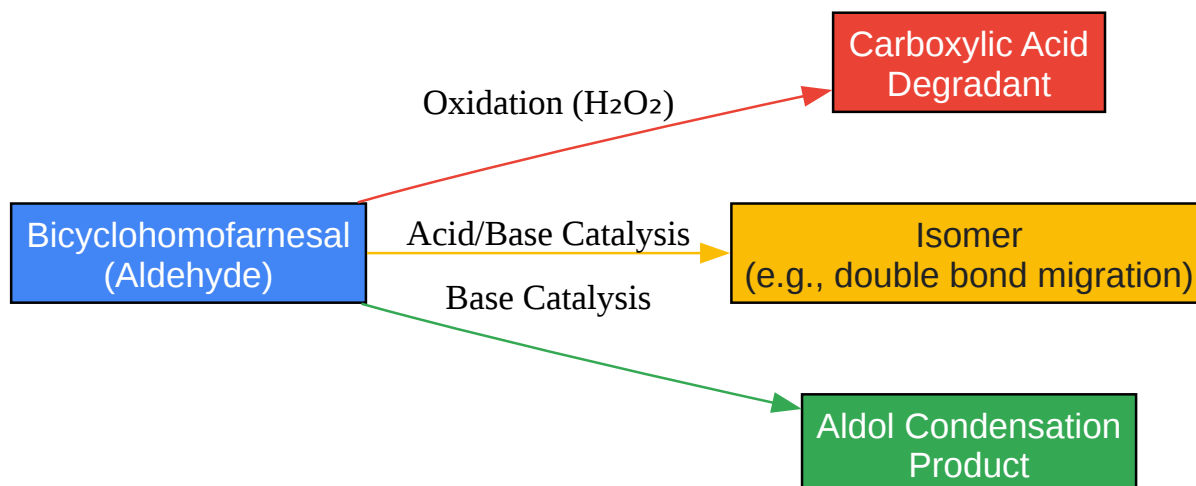 Carboxylic Acid
Degradant
Oxidation (H₂O₂)
Bicyclohomofarnesal
(Aldehyde)
Acid/Base Catalysis
Isomer
(e.g., double bond migration)
Base Catalysis
Aldol Condensation
Product